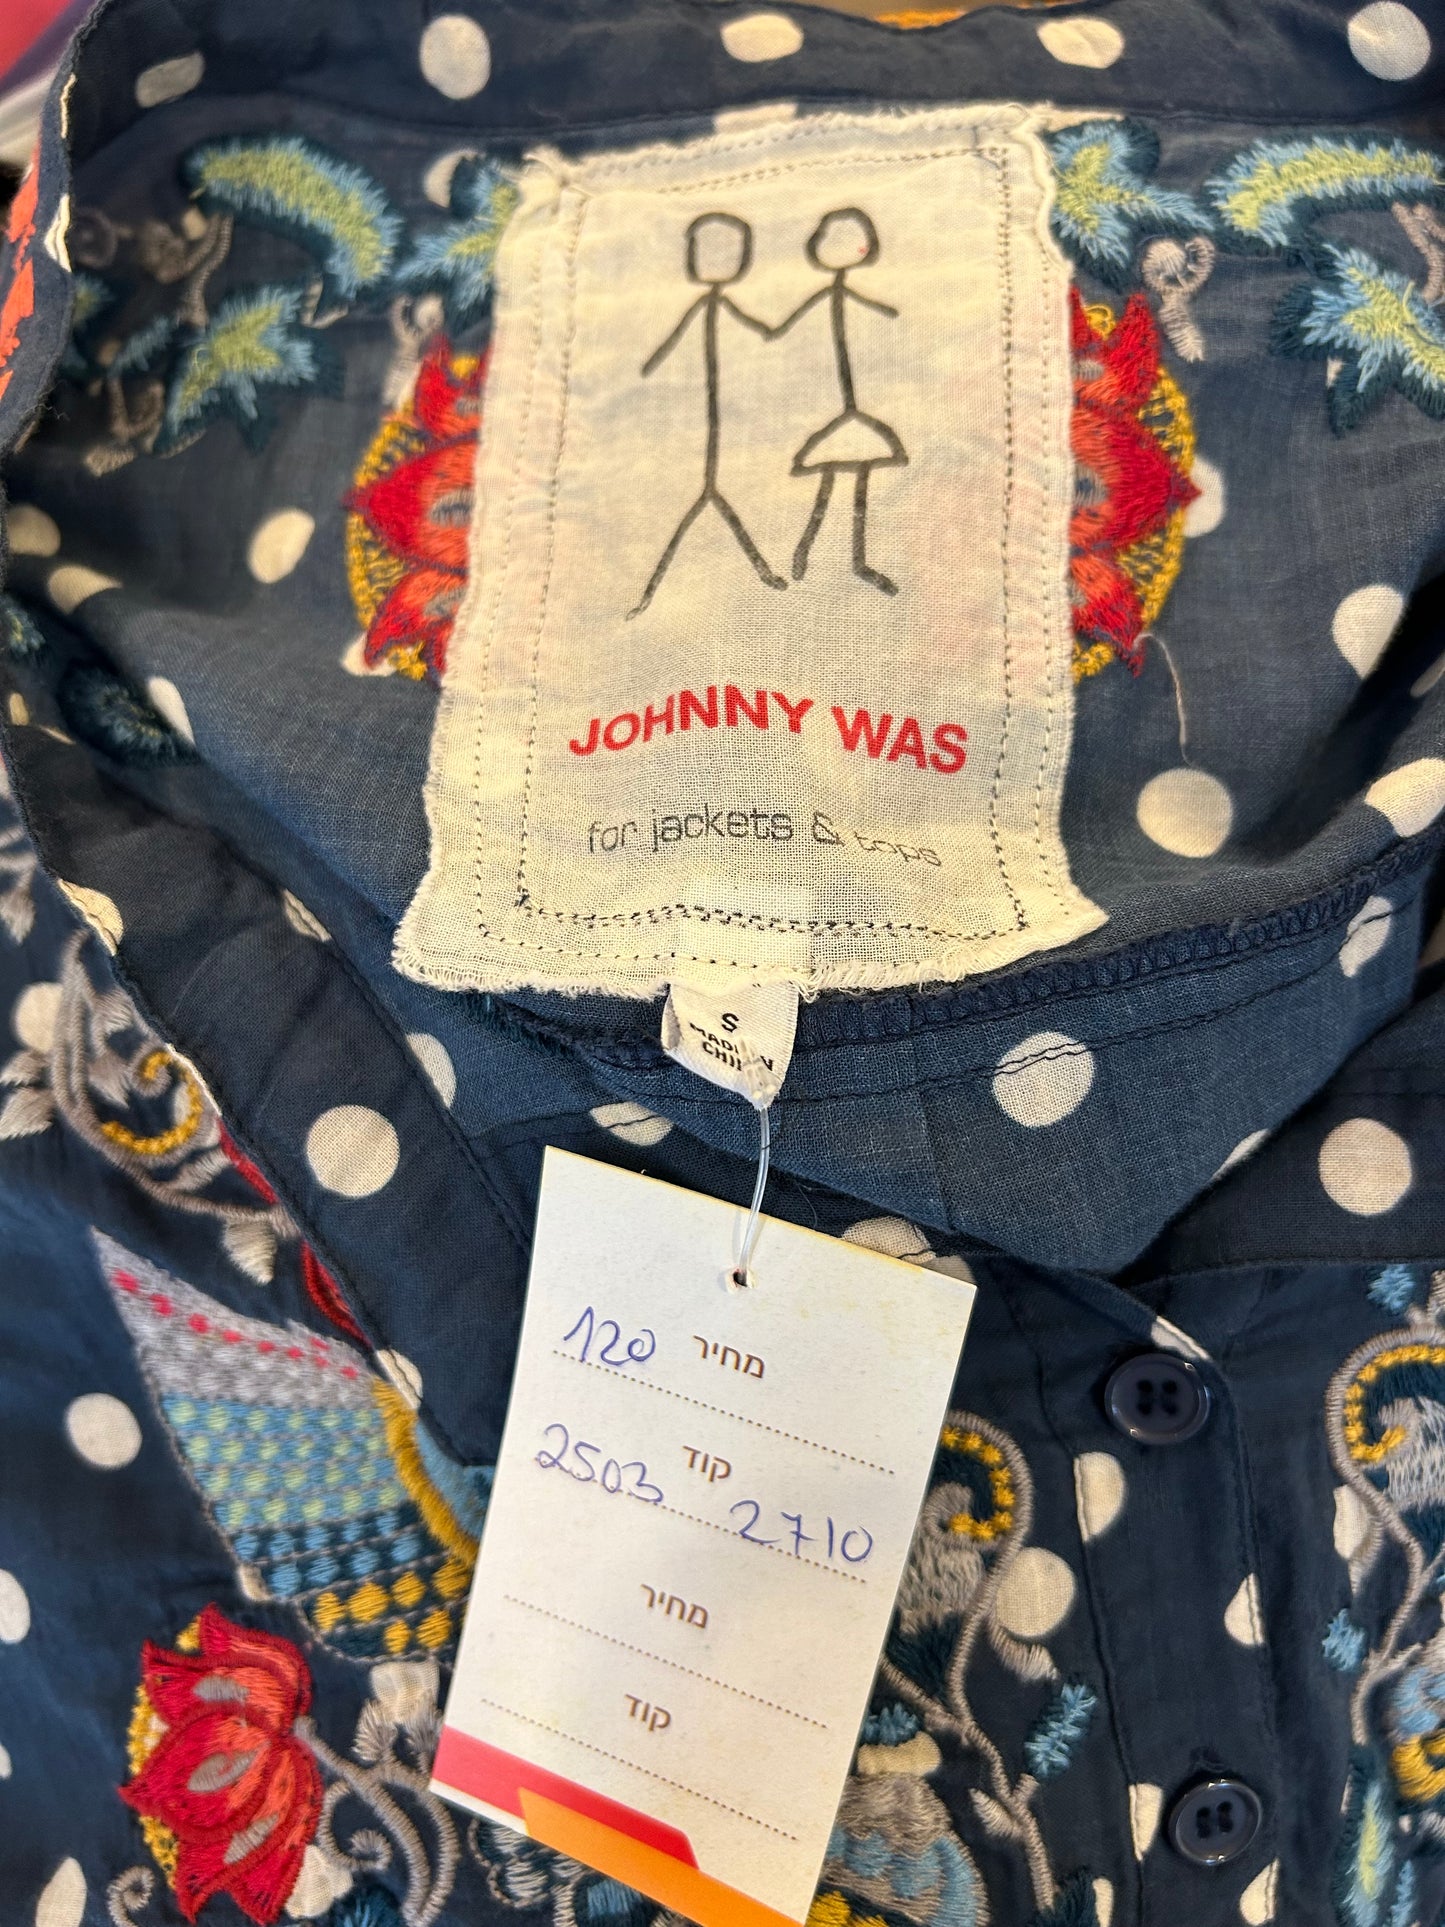 JOHNNY WAS
for jackets & tops
S
MADE IN
CHINA
מחיר 120
קוד
2503 2710
מחיר
קוד